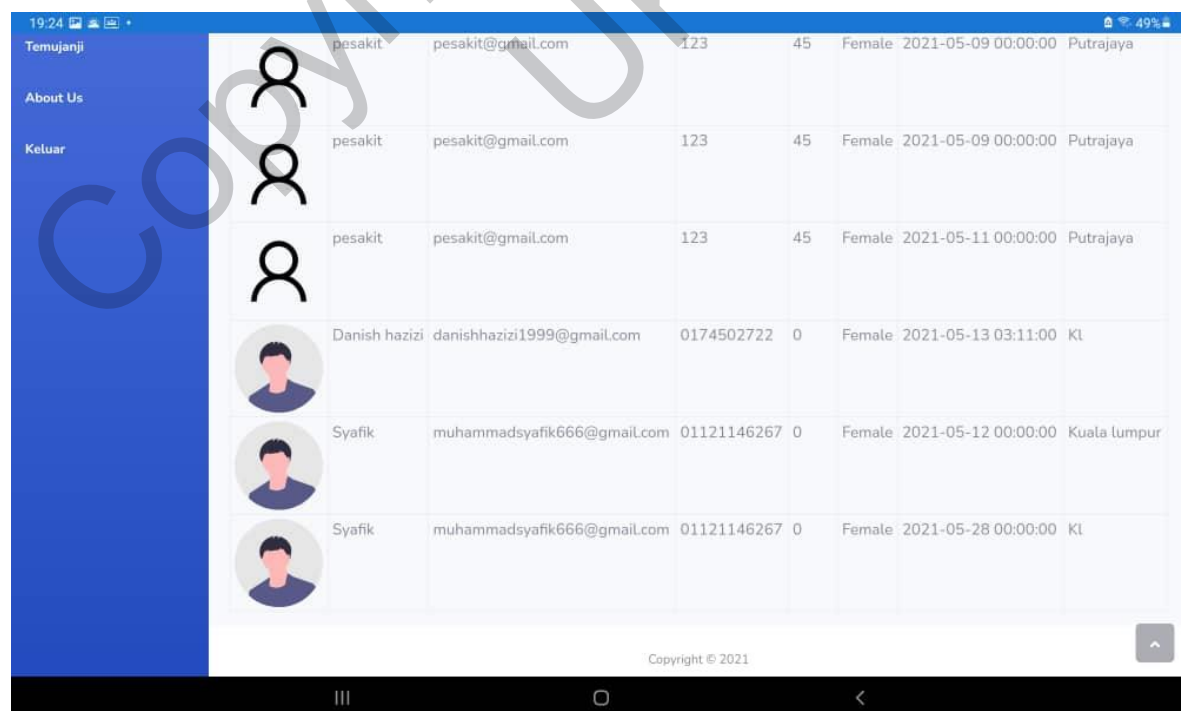 19:24 49%
Temujanji
About Us
Keluar
pesakit pesakit@gmail.com 123 45 Female 2021-05-09 00:00:00 Putrajaya
pesakit pesakit@gmail.com 123 45 Female 2021-05-09 00:00:00 Putrajaya
pesakit pesakit@gmail.com 123 45 Female 2021-05-11 00:00:00 Putrajaya
Danish hazizi danishhazizi1999@gmail.com 0174502722 0 Female 2021-05-13 03:11:00 Kl
Syafik muhammadsyafik666@gmail.com 01121146267 0 Female 2021-05-12 00:00:00 Kuala lumpur
Syafik muhammadsyafik666@gmail.com 01121146267 0 Female 2021-05-28 00:00:00 Kl
Copyright © 2021